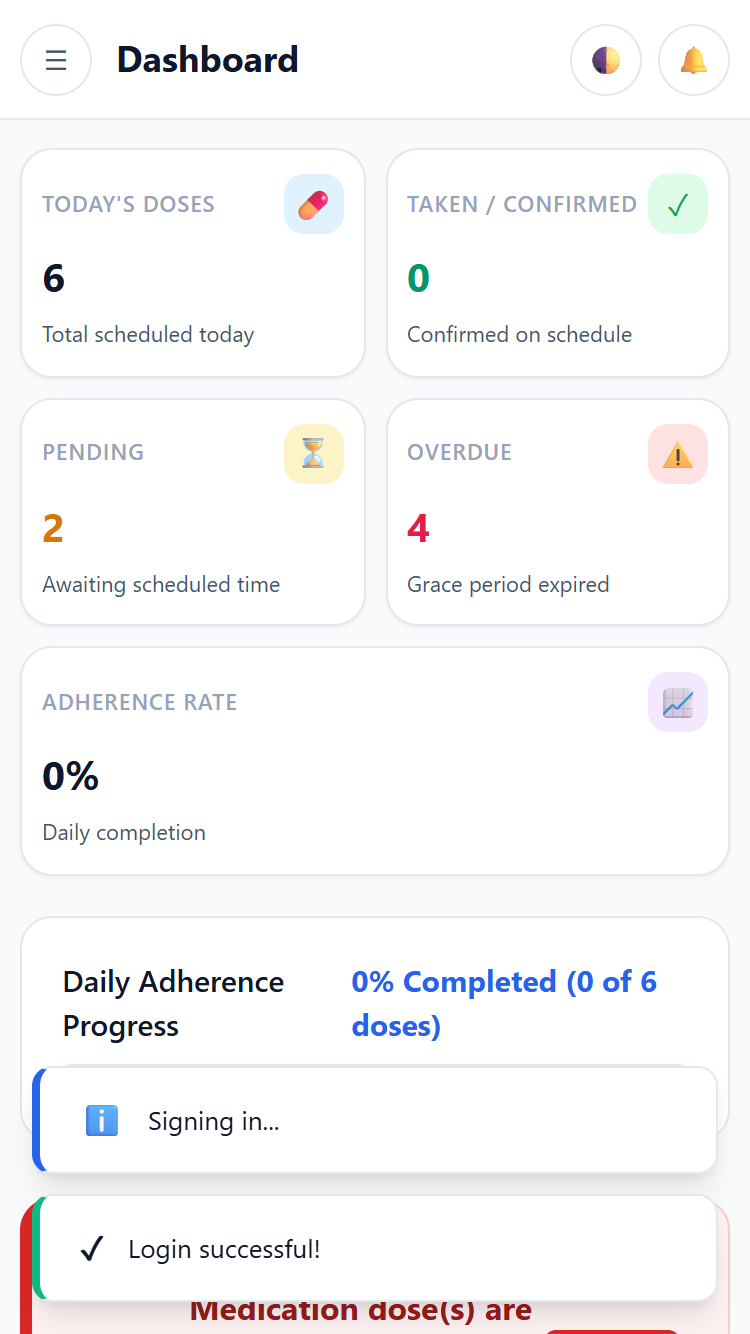 Dashboard
TODAY'S DOSES
6
Total scheduled today
TAKEN / CONFIRMED
0
Confirmed on schedule
PENDING
2
Awaiting scheduled time
OVERDUE
4
Grace period expired
ADHERENCE RATE
0%
Daily completion
Daily Adherence
Progress
0% Completed (0 of 6
doses)
Signing in...
Login successful!
Medication dose(s) are